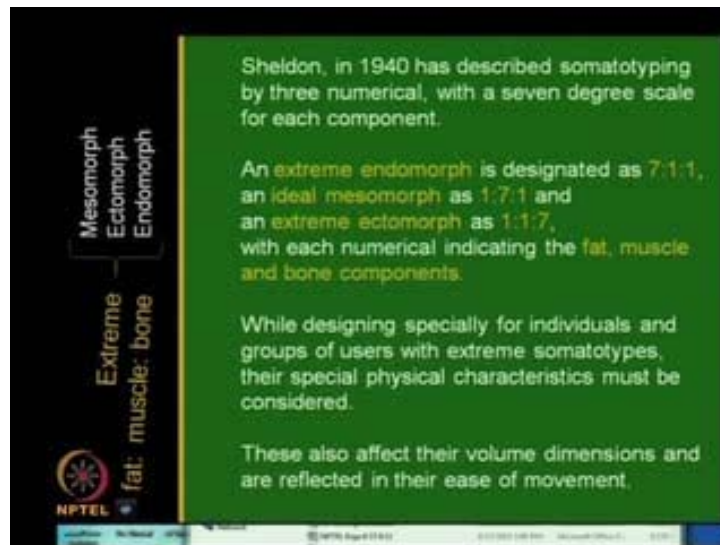 Sheldon, in 1940 has described somatotyping
by three numerical, with a seven degree scale
for each component.
An extreme endomorph is designated as 7:1:1,
an ideal mesomorph as 1:7:1 and
an extreme ectomorph as 1:1:7,
with each numerical indicating the fat, muscle
and bone components.
While designing specially for individuals and
groups of users with extreme somatotypes,
their special physical characteristics must be
considered.
These also affect their volume dimensions and
are reflected in their ease of movement.
Mesomorph
Ectomorph
Endomorph
Extreme
fat: muscle: bone
NPTEL